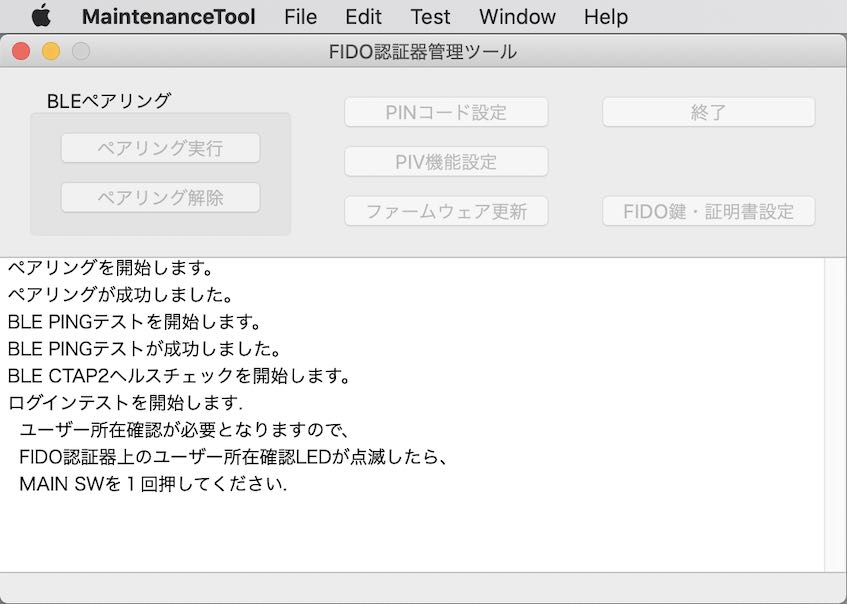 MaintenanceTool File Edit Test Window Help
FIDO認証器管理ツール
BLEペアリング
ペアリング実行
ペアリング解除
PINコード設定
PIV機能設定
ファームウェア更新
終了
FIDO鍵・証明書設定
ペアリングを開始します。
ペアリングが成功しました。
BLE PINGテストを開始します。
BLE PINGテストが成功しました。
BLE CTAP2ヘルスチェックを開始します。
ログインテストを開始します.
ユーザー所在確認が必要となりますので、
FIDO認証器上のユーザー所在確認LEDが点滅したら、
MAIN SWを１回押してください.